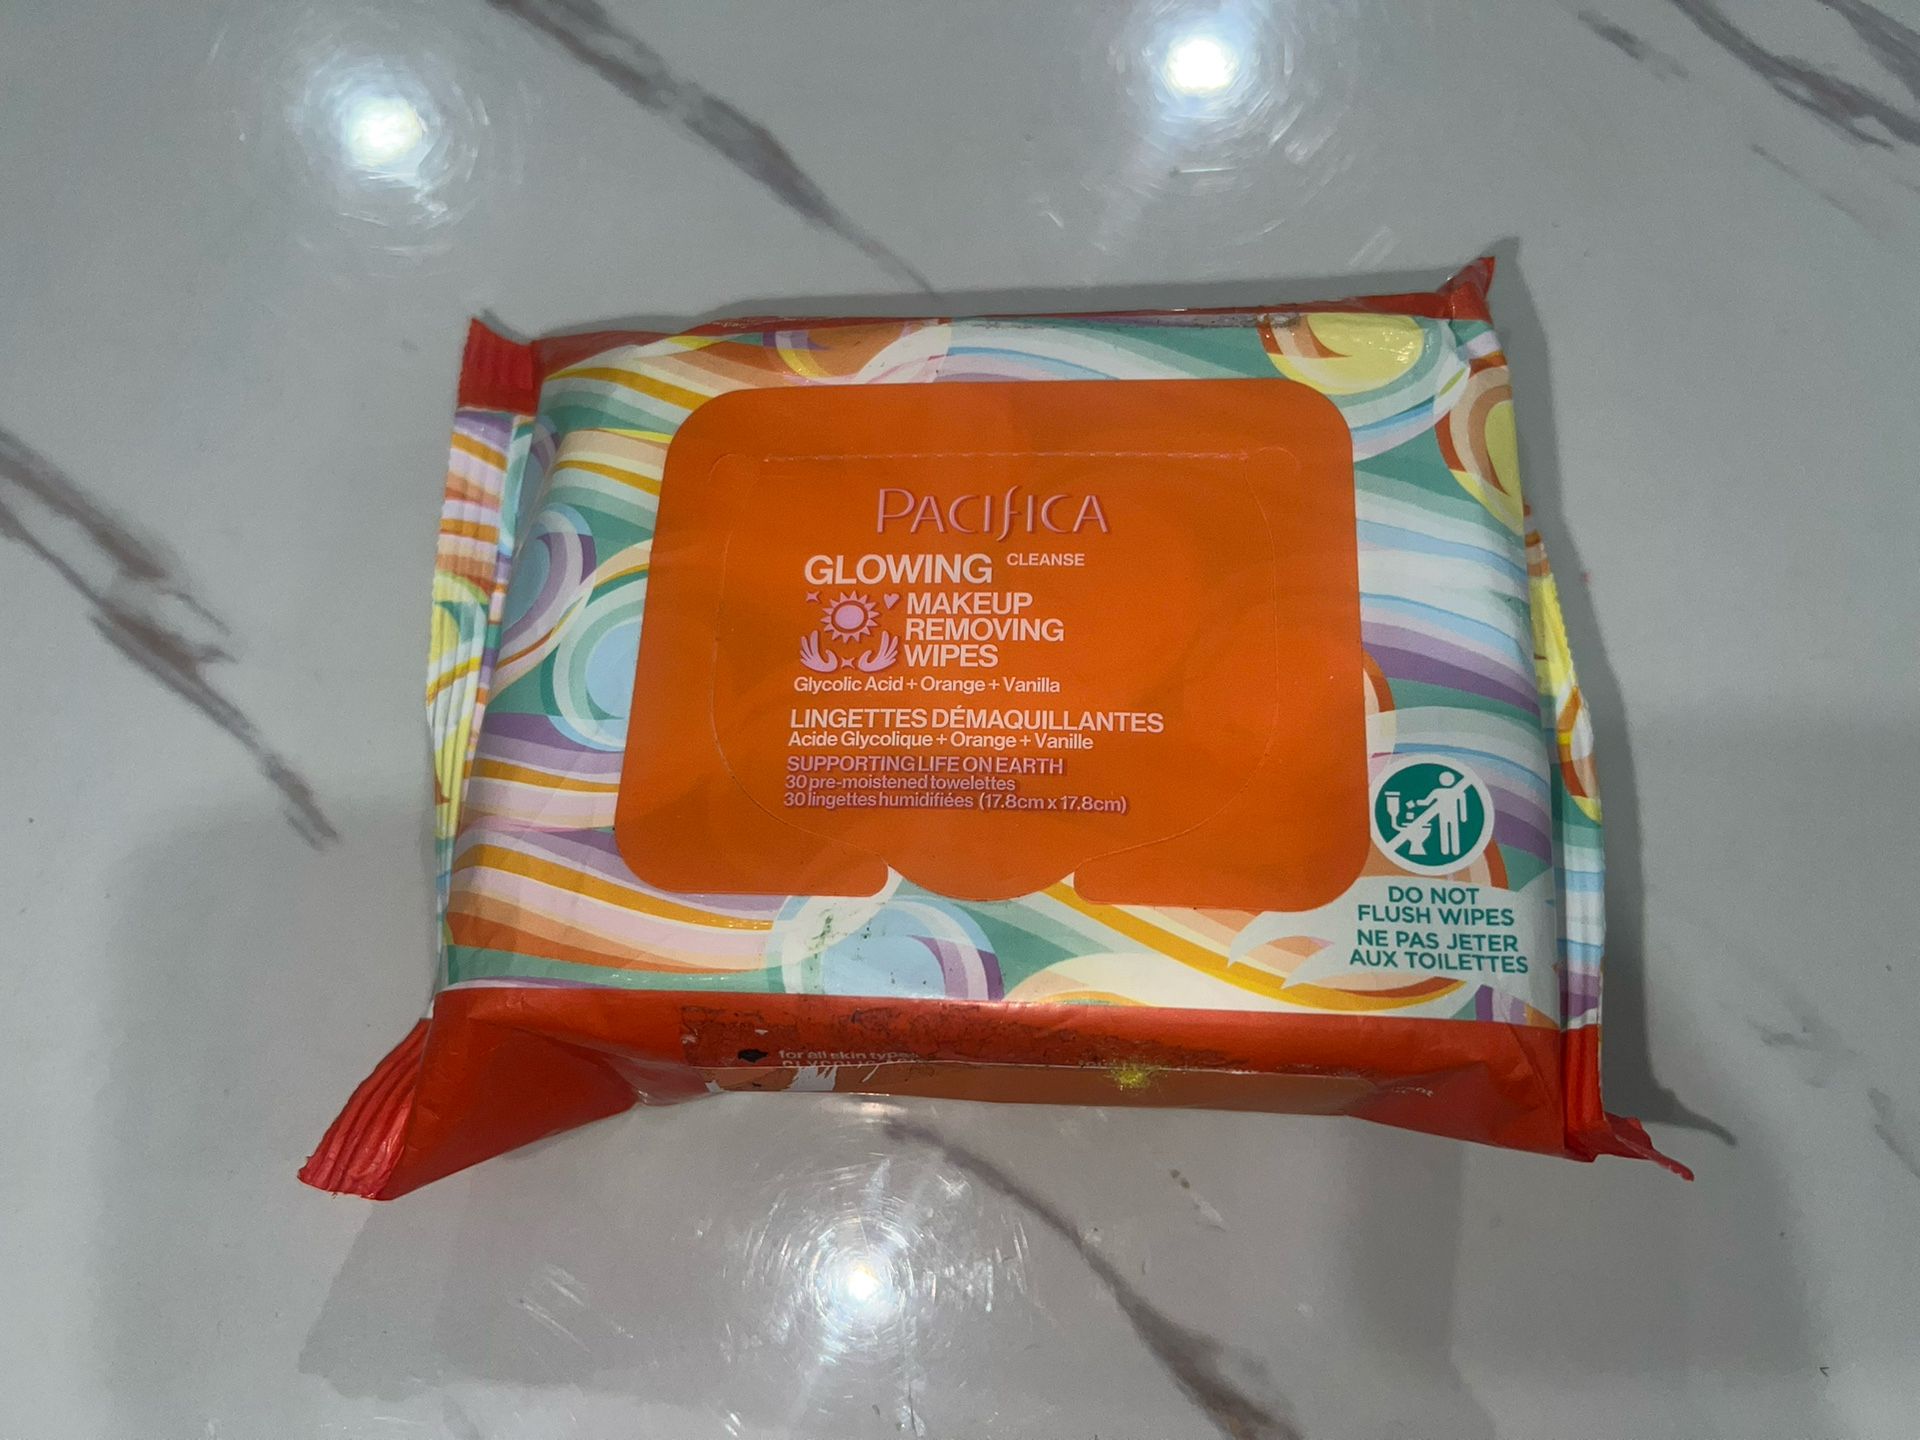 PACIFICA
GLOWING CLEANSE
MAKEUP
REMOVING
WIPES
Glycolic Acid + Orange + Vanilla
LINGETTES DÉMAQUILLANTES
Acide Glycolique + Orange + Vanille
SUPPORTING LIFE ON EARTH
30 pre-moistened towelettes
30 lingettes humidifiées (17.8cm x 17.8cm)
DO NOT
FLUSH WIPES
NE PAS JETER
AUX TOILETTES
for all skin types